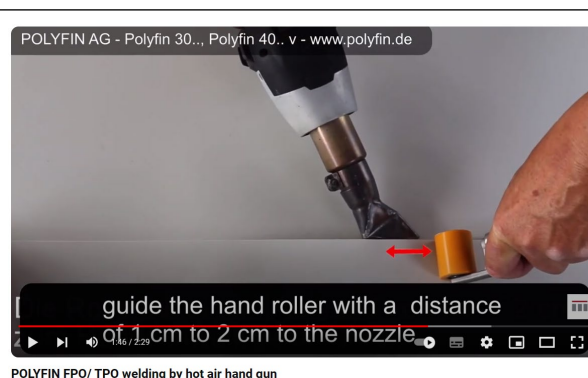 POLYFIN AG - Polyfin 30.., Polyfin 40.. v - www.polyfin.de
guide the hand roller with a distance
of 1 cm to 2 cm to the nozzle
1:46 / 2:29
POLYFIN FPO/ TPO welding by hot air hand gun